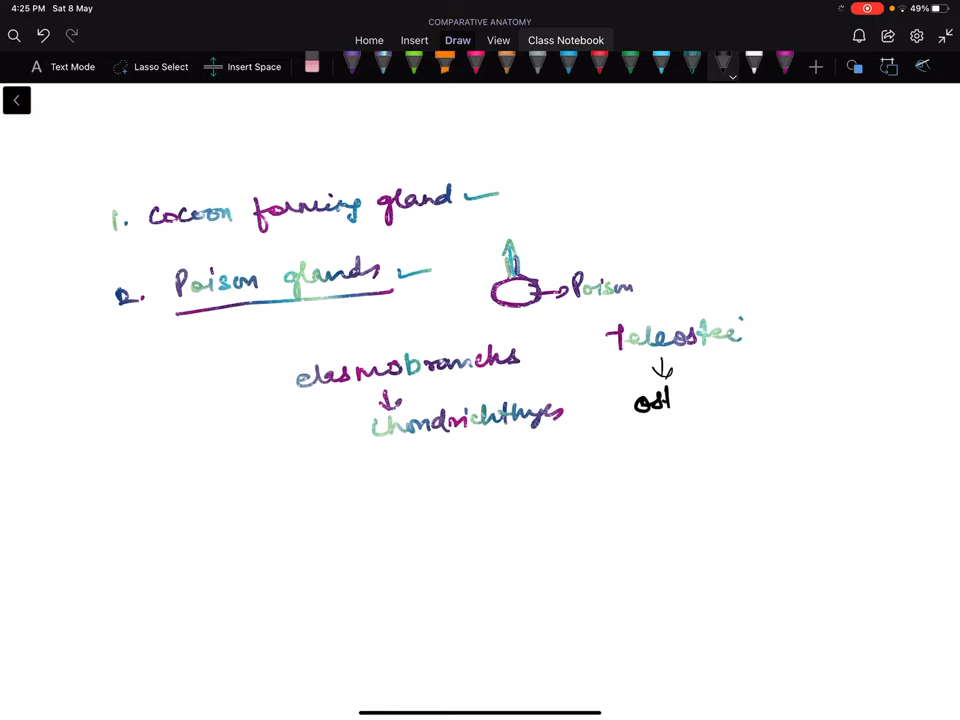 4:25 PM Sat 8 May
49%
COMPARATIVE ANATOMY
Home Insert Draw View Class Notebook
A Text Mode Lasso Select Insert Space
1. cocoon forming gland
2. Poison glands
Poison
Teleostei
elasmobranchs
ost
chondrichthyes